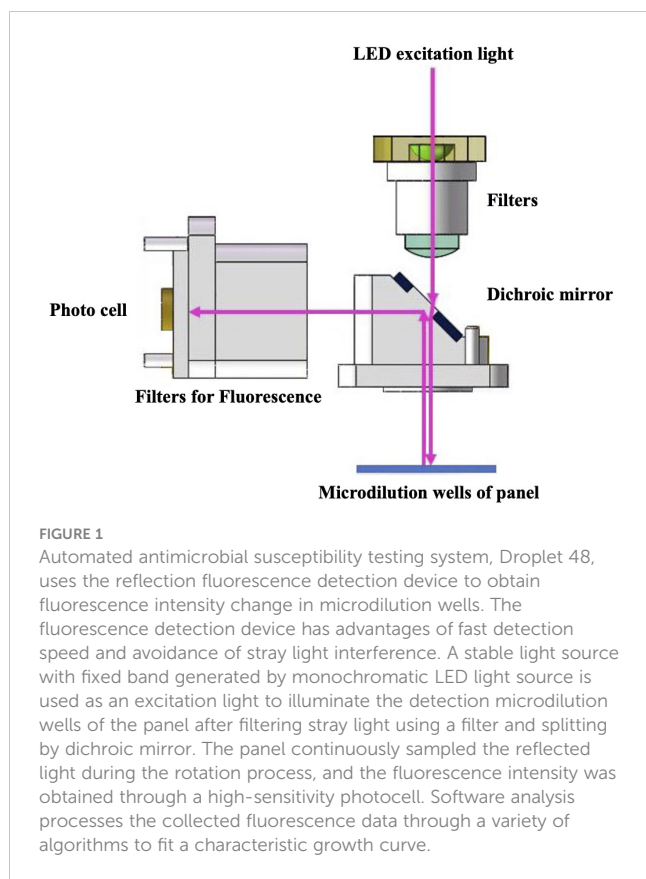 LED excitation light
Filters
Dichroic mirror
Photo cell
Filters for Fluorescence
Microdilution wells of panel
FIGURE 1
Automated antimicrobial susceptibility testing system, Droplet 48,
uses the reflection fluorescence detection device to obtain
fluorescence intensity change in microdilution wells. The
fluorescence detection device has advantages of fast detection
speed and avoidance of stray light interference. A stable light source
with fixed band generated by monochromatic LED light source is
used as an excitation light to illuminate the detection microdilution
wells of the panel after filtering stray light using a filter and splitting
by dichroic mirror. The panel continuously sampled the reflected
light during the rotation process, and the fluorescence intensity was
obtained through a high-sensitivity photocell. Software analysis
processes the collected fluorescence data through a variety of
algorithms to fit a characteristic growth curve.